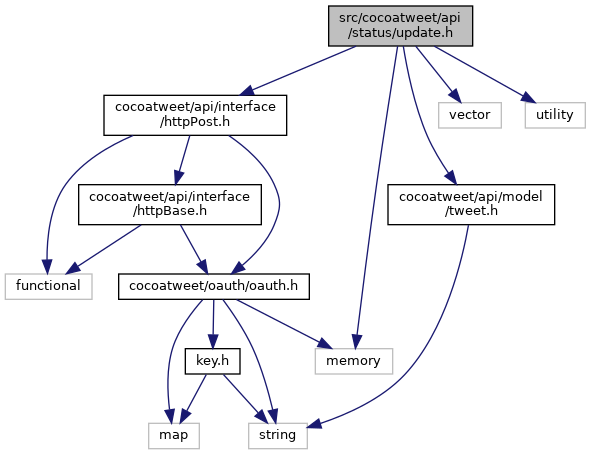 src/cocoatweet/api
/status/update.h
cocoatweet/api/interface
/httpPost.h
vector
utility
cocoatweet/api/interface
/httpBase.h
cocoatweet/api/model
/tweet.h
functional
cocoatweet/oauth/oauth.h
key.h
memory
map
string